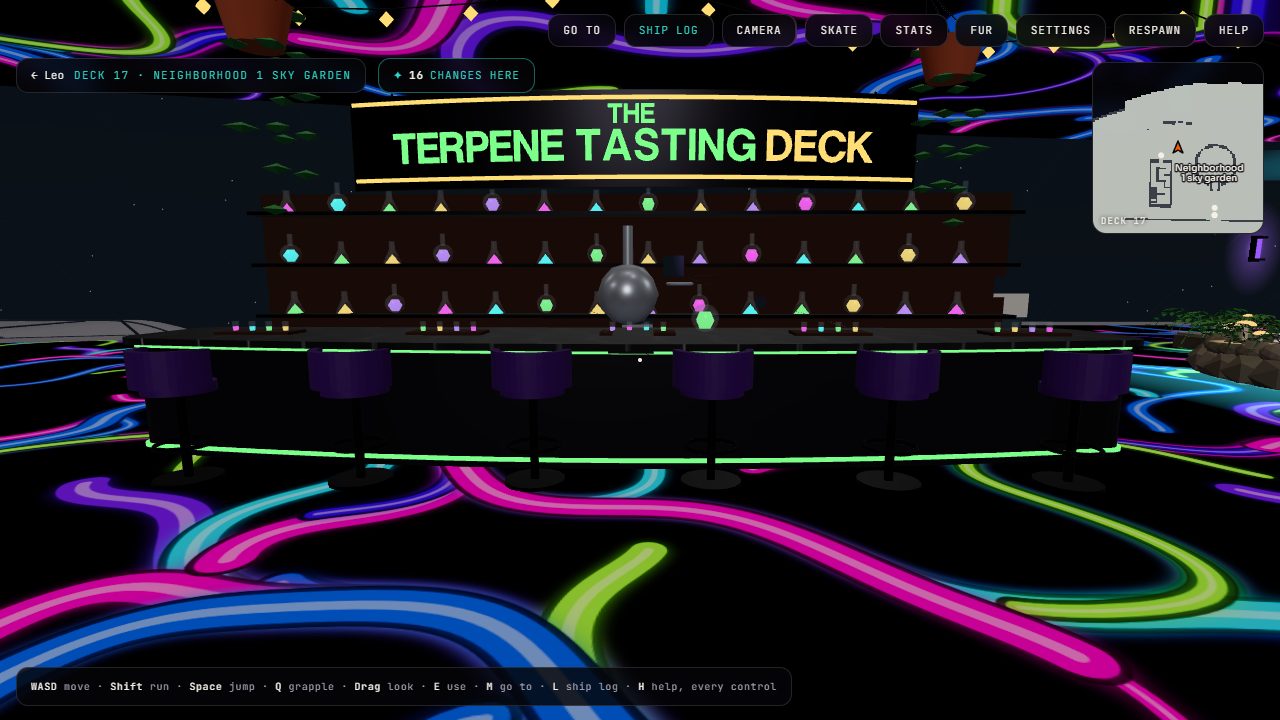 GO TO
SHIP LOG
CAMERA
SKATE
STATS
FUR
SETTINGS
RESPAWN
HELP
← Leo DECK 17 · NEIGHBORHOOD 1 SKY GARDEN
✦ 16 CHANGES HERE
THE
TERPENE TASTING DECK
Neighborhood
1 sky garden
DECK 17
WASD move · Shift run · Space jump · Q grapple · Drag look · E use · M go to · L ship log · H help, every control